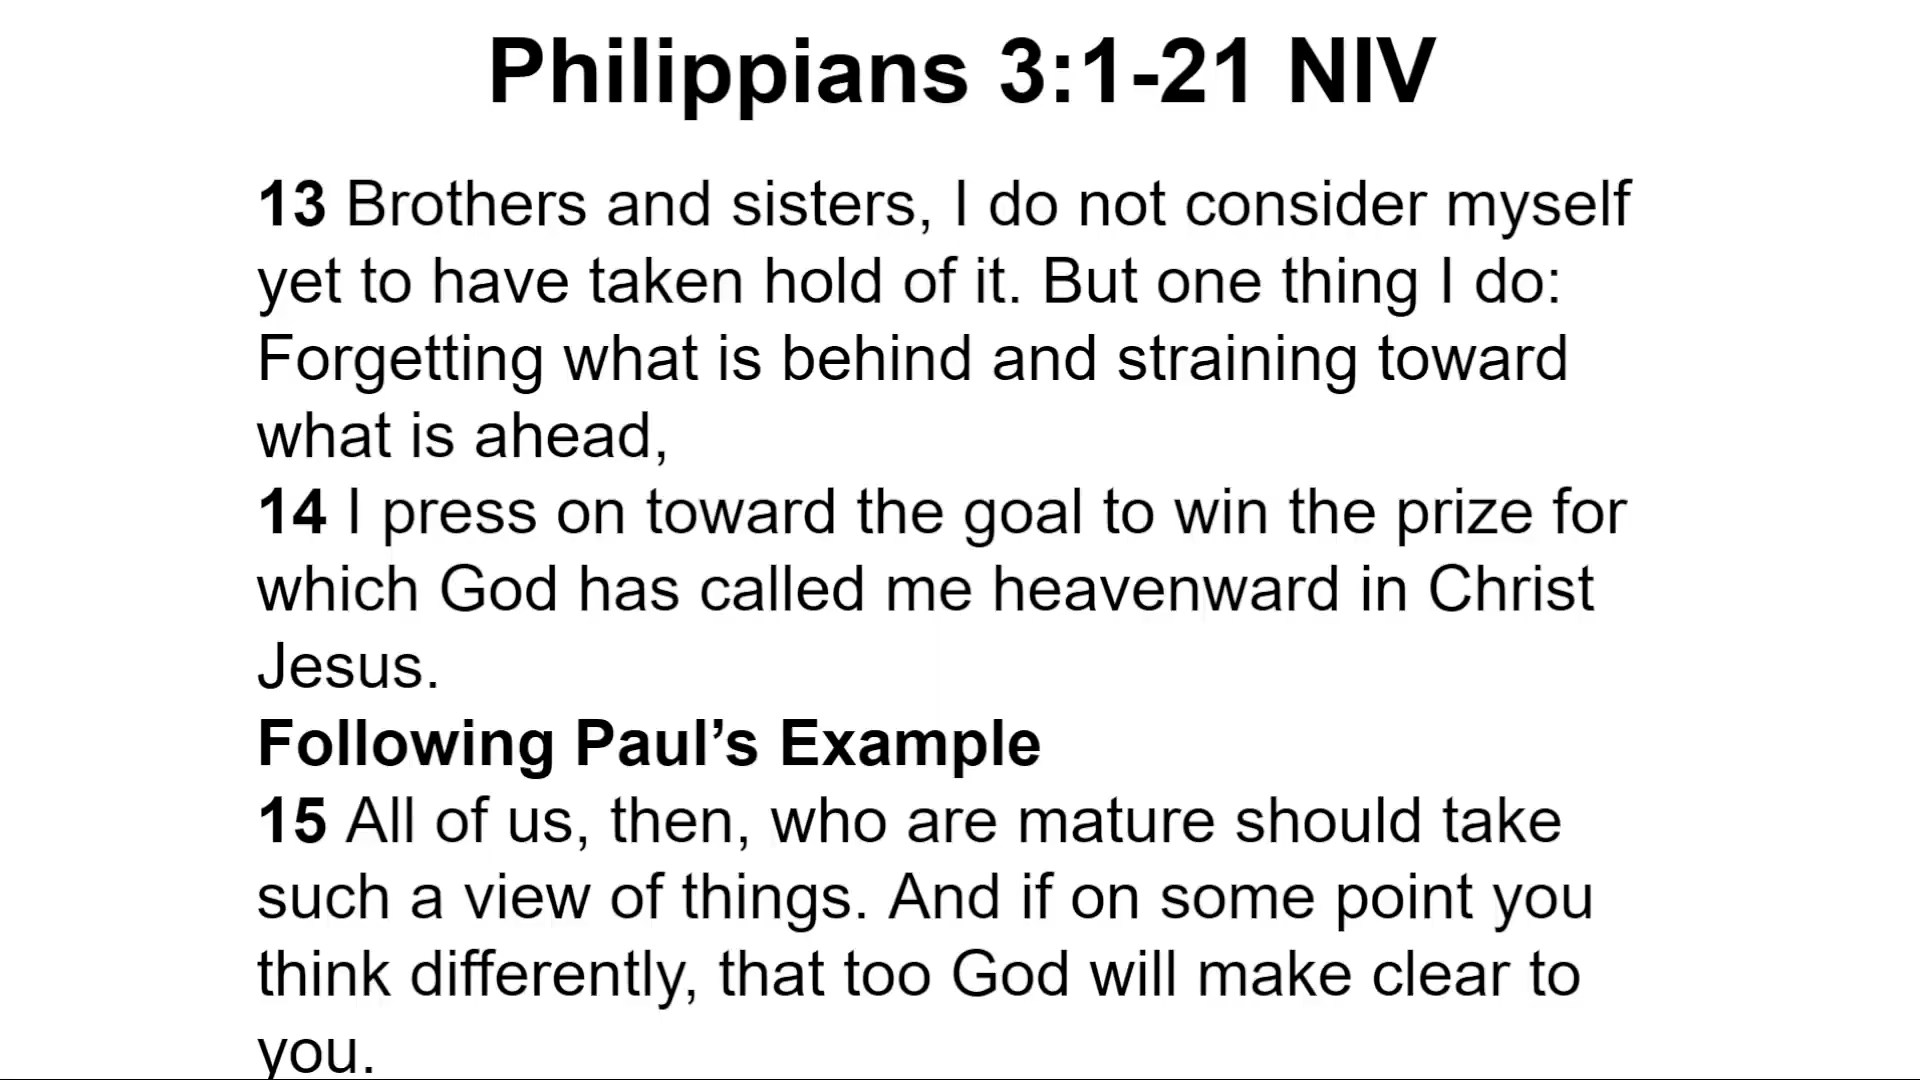 Philippians 3:1-21 NIV
13 Brothers and sisters, I do not consider myself
yet to have taken hold of it. But one thing I do:
Forgetting what is behind and straining toward
what is ahead,
14 I press on toward the goal to win the prize for
which God has called me heavenward in Christ
Jesus.
Following Paul’s Example
15 All of us, then, who are mature should take
such a view of things. And if on some point you
think differently, that too God will make clear to
you.